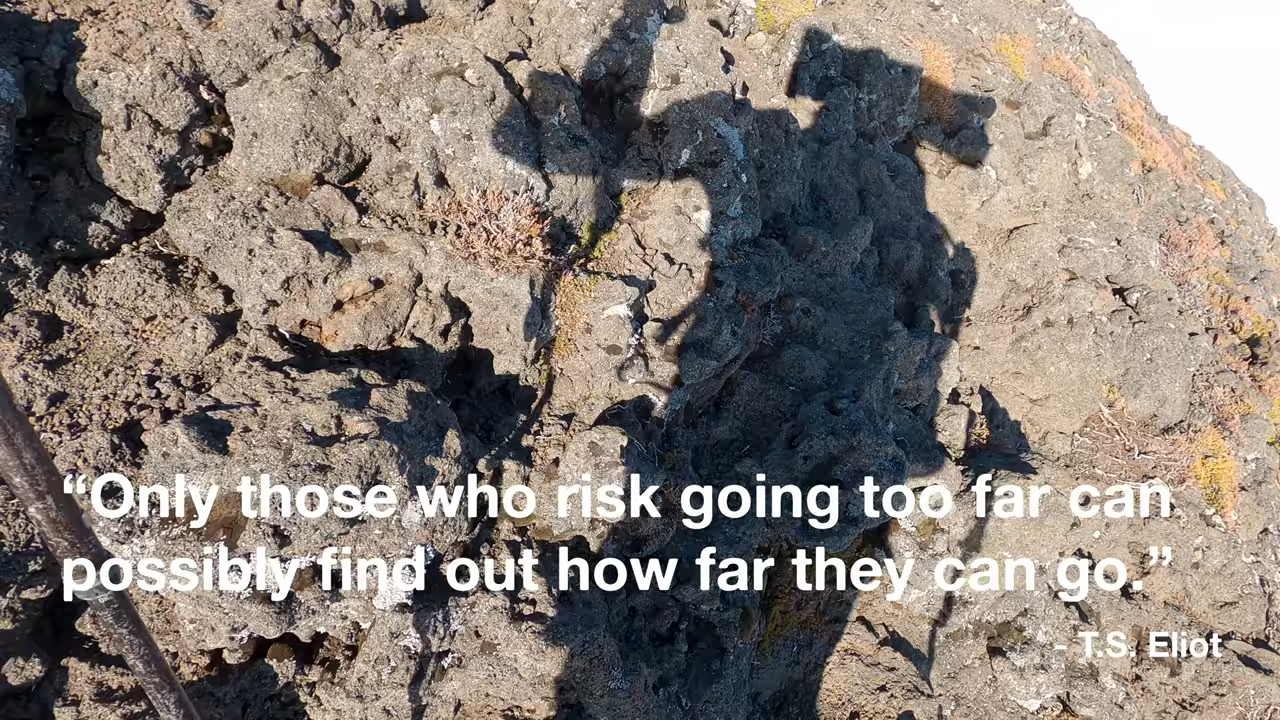 “Only those who risk going too far can
possibly find out how far they can go.”
- T.S. Eliot